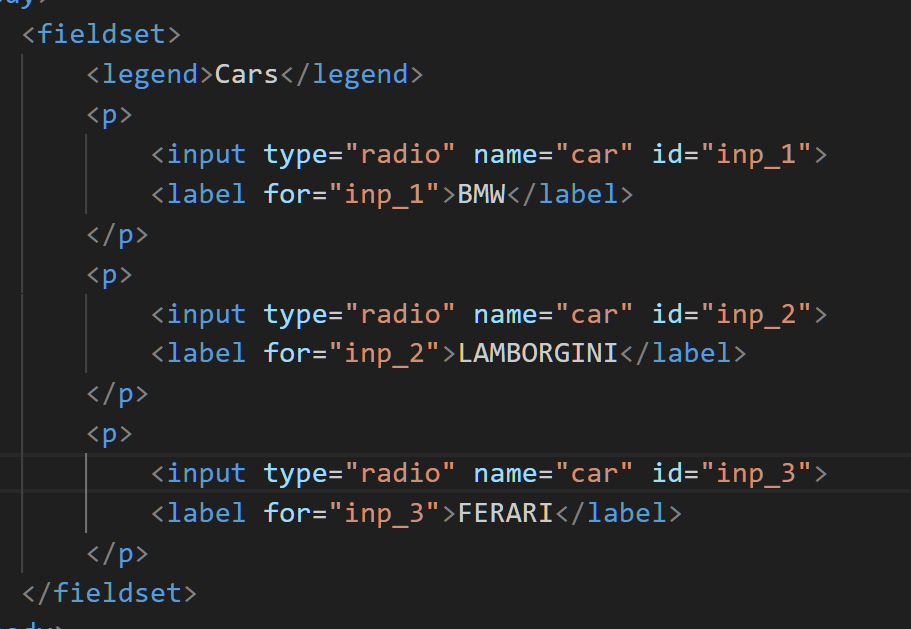 <fieldset>
<legend>Cars</legend>
<p>
<input type="radio" name="car" id="inp_1">
<label for="inp_1">BMW</label>
</p>
<p>
<input type="radio" name="car" id="inp_2">
<label for="inp_2">LAMBORGINI</label>
</p>
<p>
<input type="radio" name="car" id="inp_3">
<label for="inp_3">FERARI</label>
</p>
</fieldset>